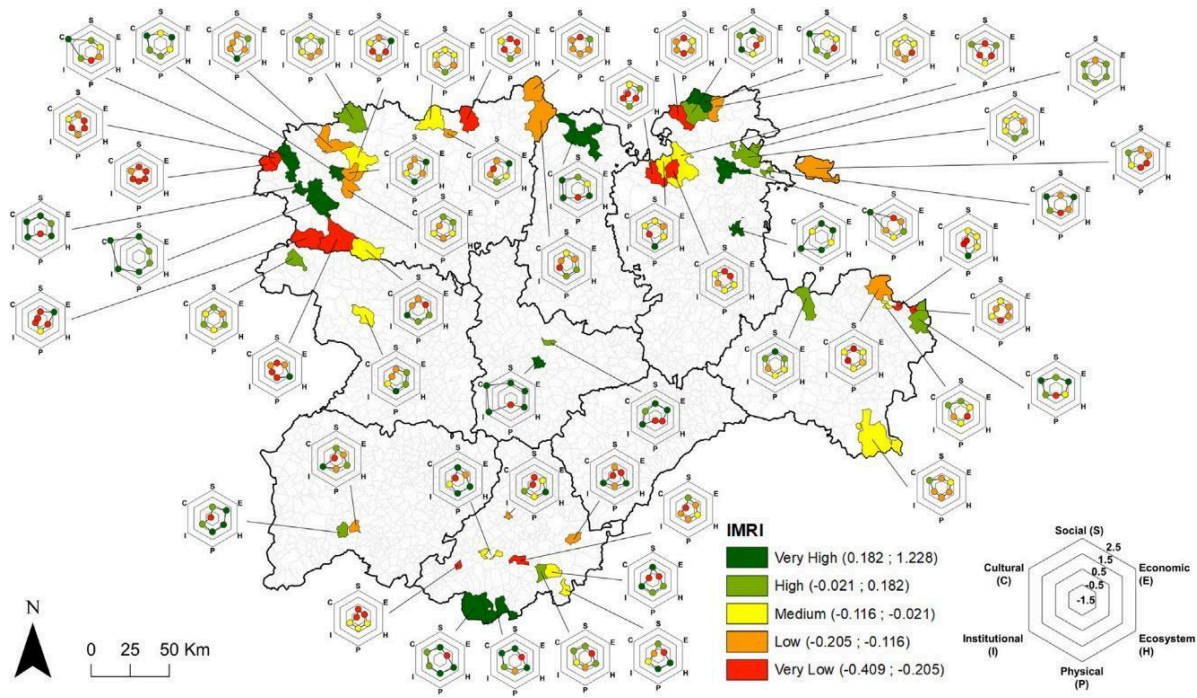 S S S S S S S S S S S S S
C E C E C E C E C E C E C E C E C E C E C E C E C E
I H I H I H I H I H I H I H I H I H I H I H I H I H
P P P P P P P P P P P P P
S S S S S
C E C E C E C E C E
I H I H I H I H I H
P P P P P
S S S S S
C E C E C E C E C E
I H I H I H I H I H
P P P P P
S S S S S S
C E C E C E C E C E C E
I H I H I H I H I H I H
P P P P P P
S S S
C E C E C E
I H I H I H
P P P
S S S S
C E C E C E C E
I H I H I H I H
P P P P
S S S S S S
C E C E C E C E C E C E
I H I H I H I H I H I H
P P P P P P
S S
C E C E
I H I H
P P
S S S S S
C E C E C E C E C E
I H I H I H I H I H
P P P P P
S S
C E C E
I H I H
P P
S S
C E C E
I H I H
P P
S S S S
C E C E C E C E
I H I H I H I H
P P P P
N
0 25 50 Km
IMRI
Very High (0.182 ; 1.228)
High (-0.021 ; 0.182)
Medium (-0.116 ; -0.021)
Low (-0.205 ; -0.116)
Very Low (-0.409 ; -0.205)
Social (S)
2.5
1.5
0.5
-0.5
-1.5
Cultural
(C)
Economic
(E)
Institutional
(I)
Ecosystem
(H)
Physical
(P)